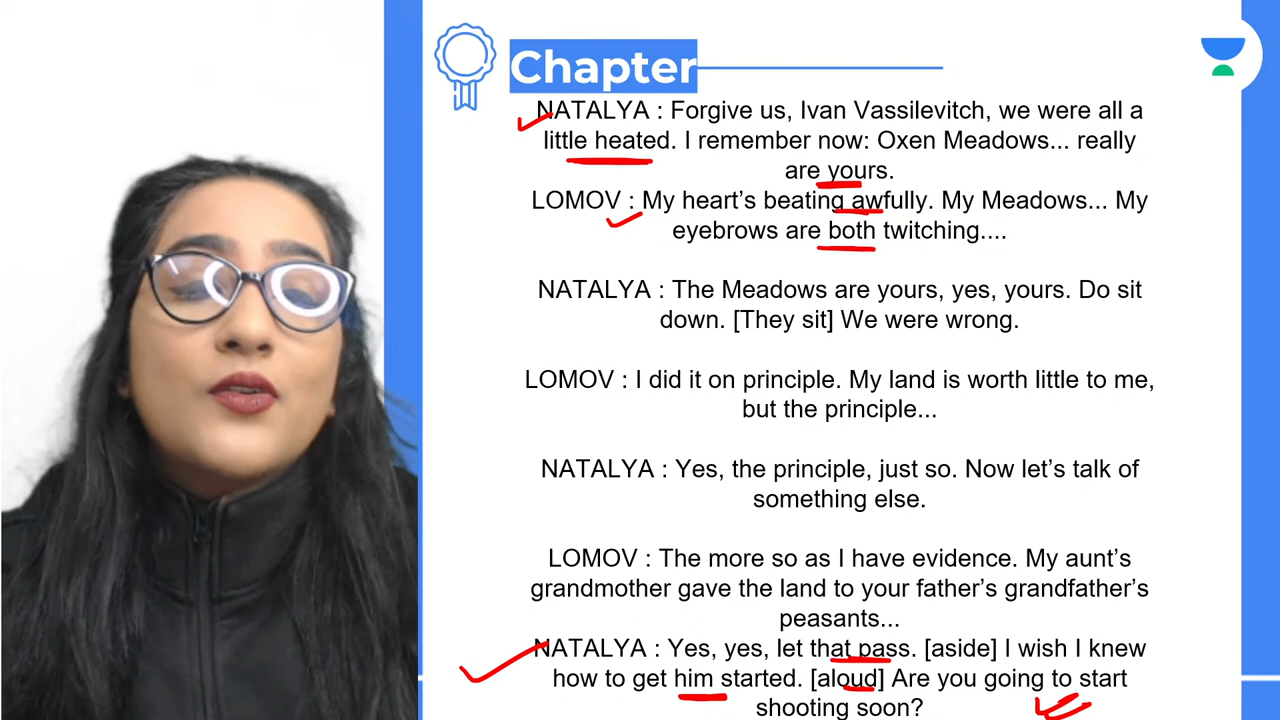 Chapter
NATALYA : Forgive us, Ivan Vassilevitch, we were all a
little heated. I remember now: Oxen Meadows... really
are yours.
LOMOV : My heart’s beating awfully. My Meadows... My
eyebrows are both twitching....
NATALYA : The Meadows are yours, yes, yours. Do sit
down. [They sit] We were wrong.
LOMOV : I did it on principle. My land is worth little to me,
but the principle...
NATALYA : Yes, the principle, just so. Now let’s talk of
something else.
LOMOV : The more so as I have evidence. My aunt’s
grandmother gave the land to your father’s grandfather’s
peasants...
NATALYA : Yes, yes, let that pass. [aside] I wish I knew
how to get him started. [aloud] Are you going to start
shooting soon?